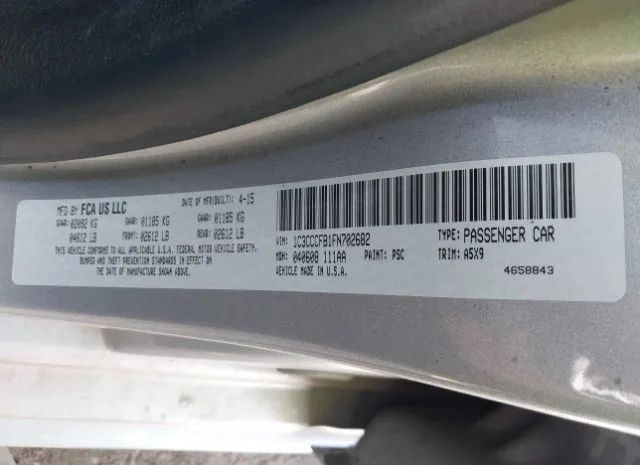 MFD BY FCA US LLC
DATE OF MFR(BUILT): 4-15
GVWR: 02092 KG
GAWR: 01185 KG
GAWR: 01185 KG
04612 LB
FRONT: 02612 LB
REAR: 02612 LB
THIS VEHICLE CONFORMS TO ALL APPLICABLE U.S.A. FEDERAL MOTOR VEHICLE SAFETY,
BUMPER AND THEFT PREVENTION STANDARDS IN EFFECT ON
THE DATE OF MANUFACTURE SHOWN ABOVE.
VIN: 1C3CCCFB1FN702682
TYPE: PASSENGER CAR
MDH: 040608 111AA
PAINT: PSC
TRIM: A5X9
VEHICLE MADE IN U.S.A.
4658843